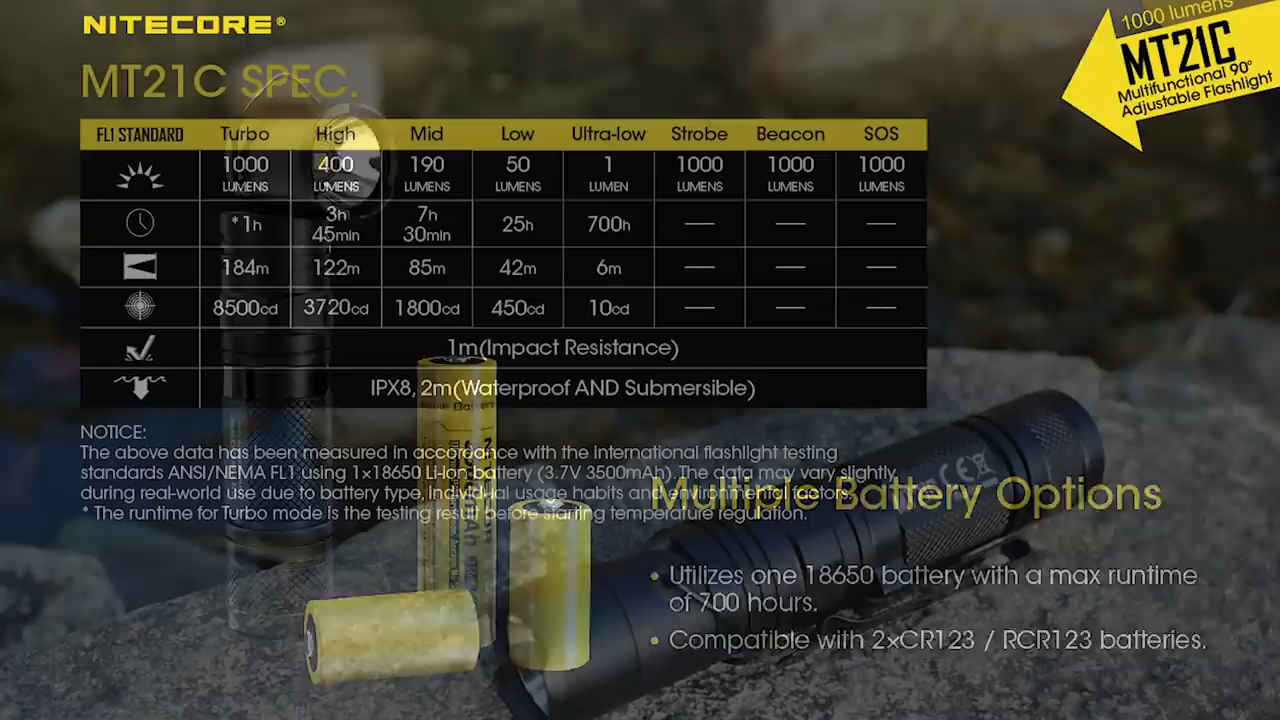 NITECORE®
MT21C SPEC.
1000 lumens
MT21C
Multifunctional 90°
Adjustable Flashlight
FL1 STANDARD Turbo High Mid Low Ultra-low Strobe Beacon SOS
1000 LUMENS 400 LUMENS 190 LUMENS 50 LUMENS 1 LUMEN 1000 LUMENS 1000 LUMENS 1000 LUMENS
*1h 3h 45min 7h 30min 25h 700h — — —
184m 122m 85m 42m 6m — — —
8500cd 3720cd 1800cd 450cd 10cd — — —
1m(Impact Resistance)
IPX8, 2m(Waterproof AND Submersible)
NOTICE:
The above data has been measured in accordance with the international flashlight testing
standards ANSI/NEMA FL1 using 1x18650 Li-ion battery (3.7V 3500mAh). The data may vary slightly
during real-world use due to battery type, individual usage habits and environmental factors.
* The runtime for Turbo mode is the testing result before starting temperature regulation.
Multiple Battery Options
• Utilizes one 18650 battery with a max runtime
of 700 hours.
• Compatible with 2xCR123 / RCR123 batteries.